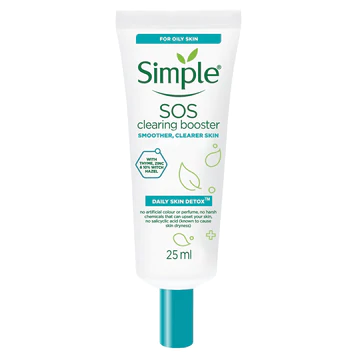 FOR OILY SKIN
Simple®
SOS
clearing booster
SMOOTHER, CLEARER SKIN
WITH
THYME, ZINC
& 10% WITCH
HAZEL
DAILY SKIN DETOX™
no artificial colour or perfume, no harsh
chemicals that can upset your skin,
no salicylic acid (known to cause
skin dryness)
25 ml